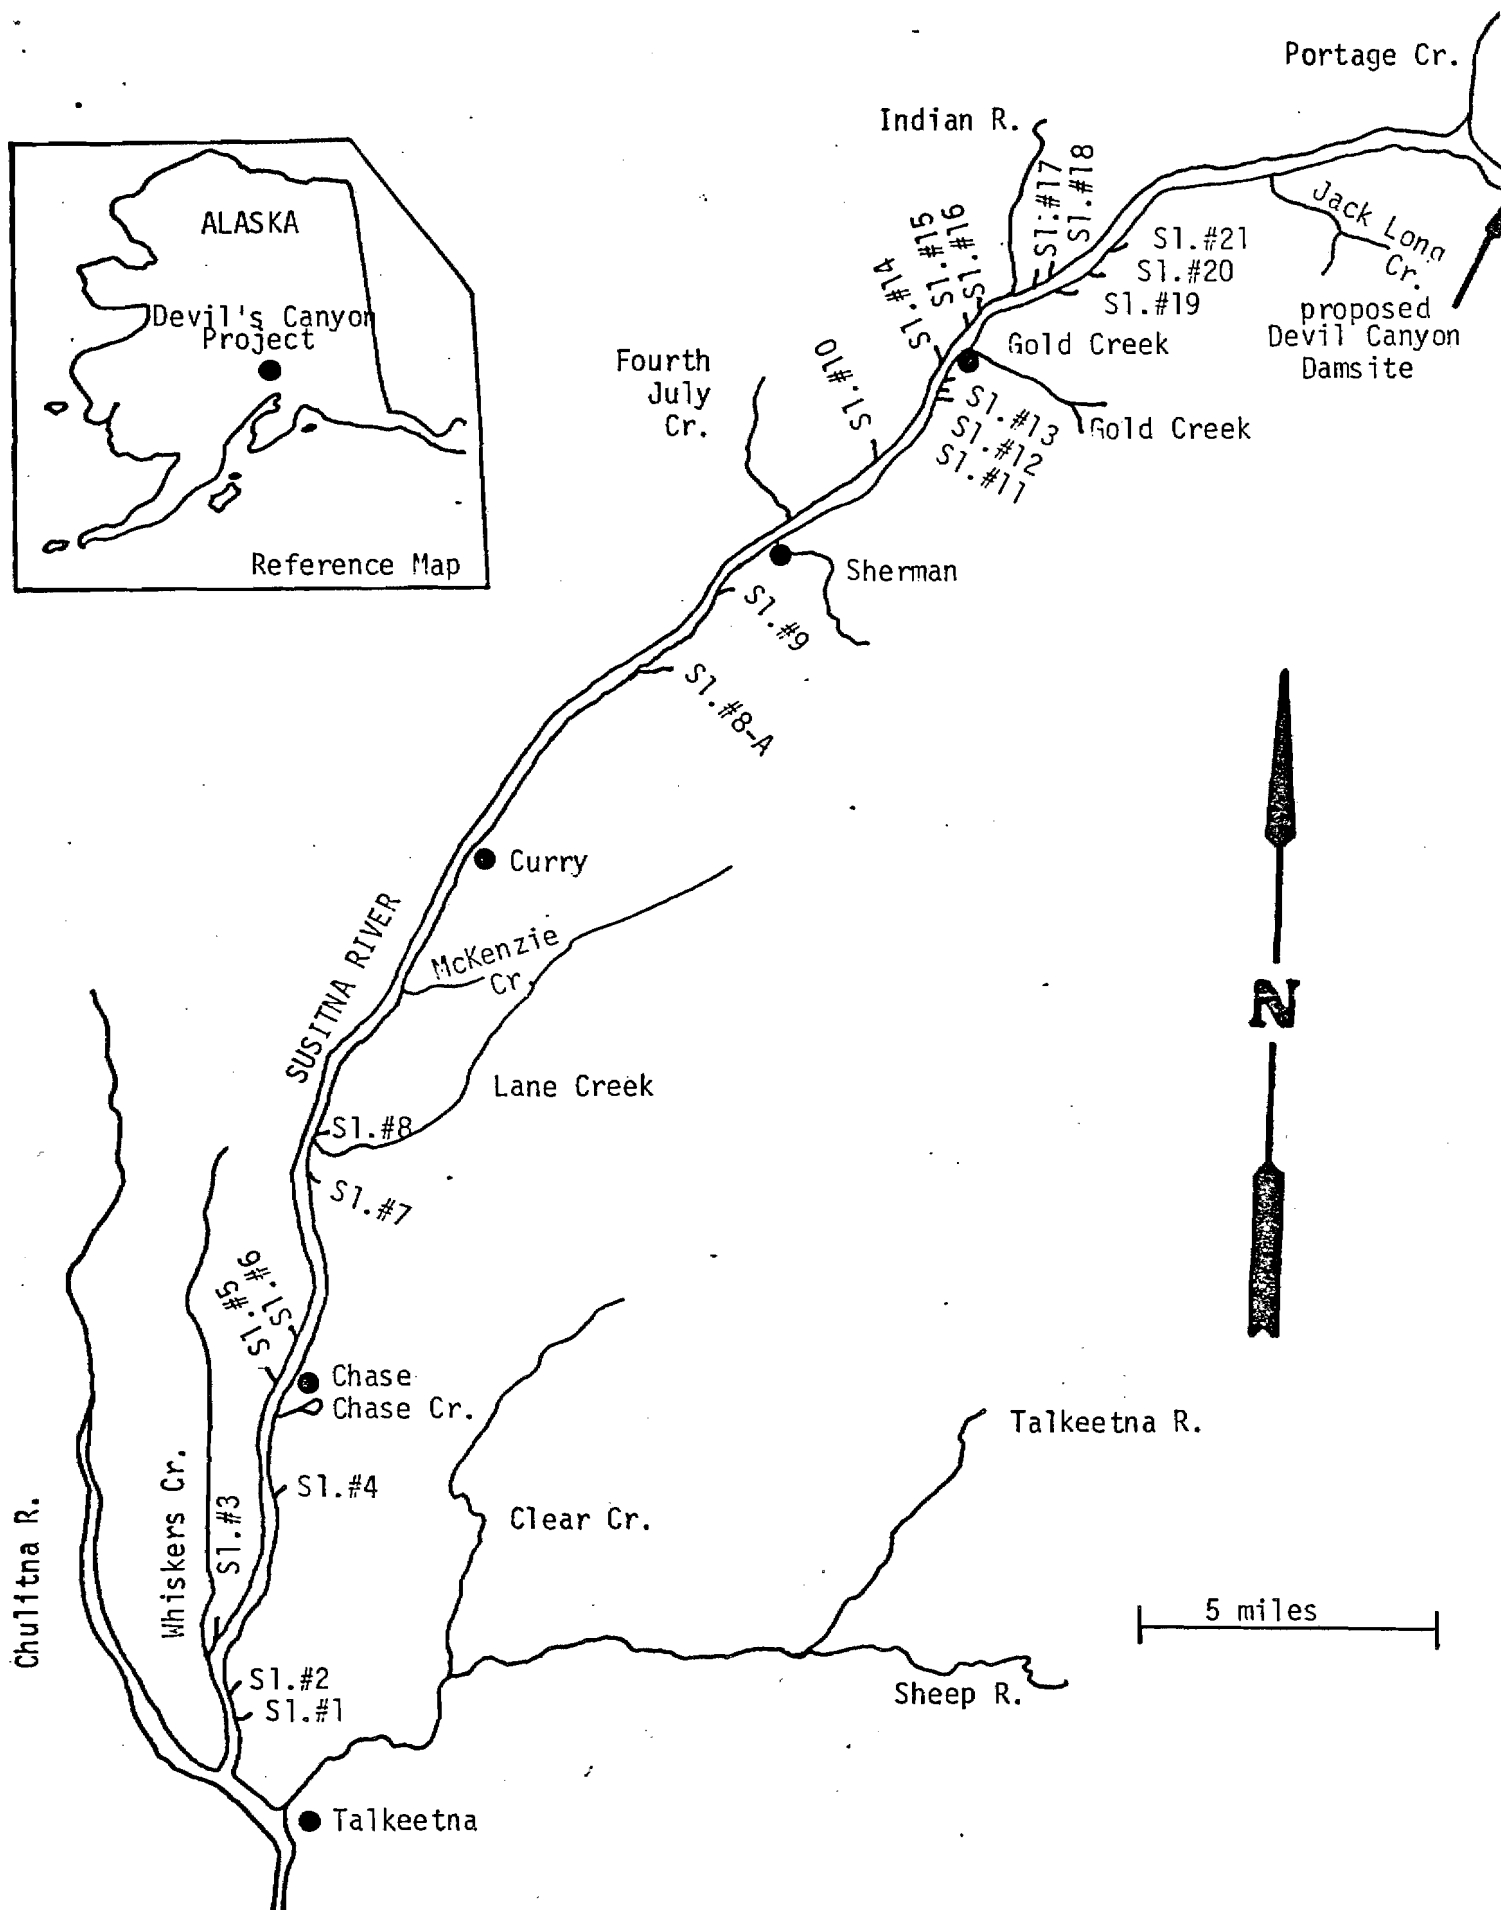 Portage Cr.
Indian R.
Sl.#17
Sl.#18
ALASKA
Devil's Canyon
Project
Reference Map
Jack Long
Cr.
Sl.#21
Sl.#20
Sl.#19
proposed
Devil Canyon
Damsite
Sl.#16
Sl.#15
Sl.#14
Sl.#10
Gold Creek
Gold Creek
Sl.#13
Sl.#12
Sl.#11
Fourth
July
Cr.
Sherman
Sl.#9
Sl.#8-A
Curry
SUSITNA RIVER
McKenzie
Cr.
Lane Creek
N
Sl.#8
Sl.#7
Sl.#6
Sl.#5
Chase
Chase Cr.
Talkeetna R.
Sl.#4
Clear Cr.
Whiskers Cr.
Sl.#3
Chulitna R.
5 miles
Sl.#2
Sl.#1
Sheep R.
Talkeetna